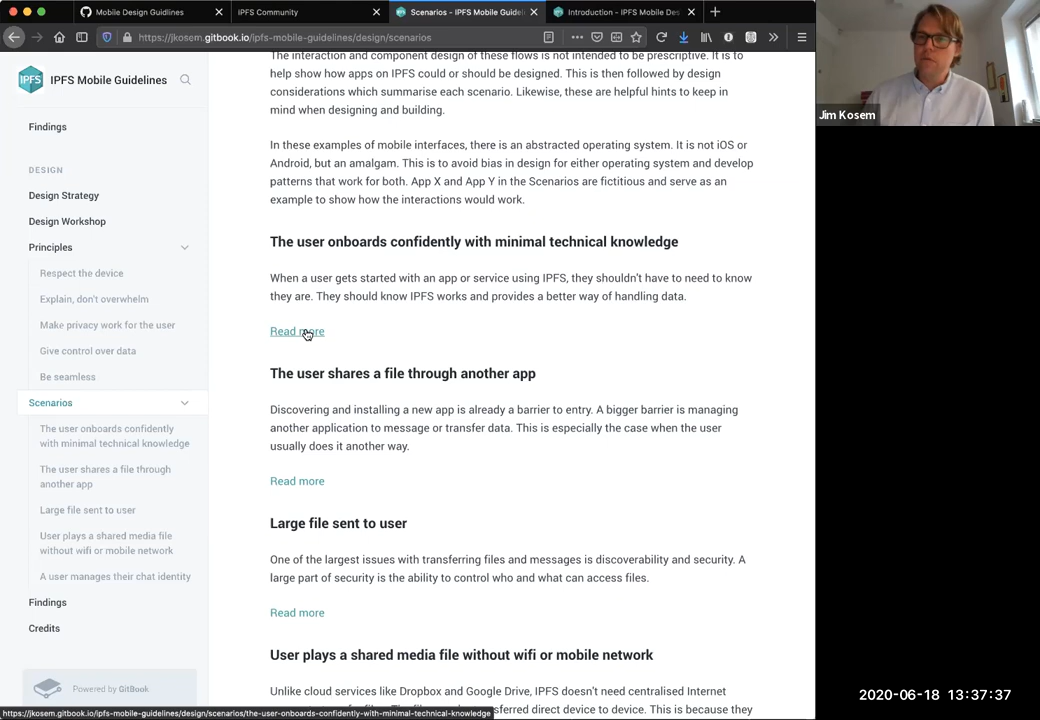 Mobile Design Guidlines
IPFS Community
Scenarios - IPFS Mobile Guidel
Introduction - IPFS Mobile Des
https://jkosem.gitbook.io/ipfs-mobile-guidelines/design/scenarios
IPFS
IPFS Mobile Guidelines
Findings
DESIGN
Design Strategy
Design Workshop
Principles
Respect the device
Explain, don't overwhelm
Make privacy work for the user
Give control over data
Be seamless
Scenarios
The user onboards confidently
with minimal technical knowledge
The user shares a file through
another app
Large file sent to user
User plays a shared media file
without wifi or mobile network
A user manages their chat identity
Findings
Credits
Powered by GitBook
https://jkosem.gitbook.io/ipfs-mobile-guidelines/design/scenarios/the-user-onboards-confidently-with-minimal-technical-knowledge
The interaction and component design of these flows is not intended to be prescriptive. It is to
help show how apps on IPFS could or should be designed. This is then followed by design
considerations which summarise each scenario. Likewise, these are helpful hints to keep in
mind when designing and building.
In these examples of mobile interfaces, there is an abstracted operating system. It is not iOS or
Android, but an amalgam. This is to avoid bias in design for either operating system and develop
patterns that work for both. App X and App Y in the Scenarios are fictitious and serve as an
example to show how the interactions would work.
The user onboards confidently with minimal technical knowledge
When a user gets started with an app or service using IPFS, they shouldn't have to need to know
they are. They should know IPFS works and provides a better way of handling data.
Read more
The user shares a file through another app
Discovering and installing a new app is already a barrier to entry. A bigger barrier is managing
another application to message or transfer data. This is especially the case when the user
usually does it another way.
Read more
Large file sent to user
One of the largest issues with transferring files and messages is discoverability and security. A
large part of security is the ability to control who and what can access files.
Read more
User plays a shared media file without wifi or mobile network
Unlike cloud services like Dropbox and Google Drive, IPFS doesn't need centralised Internet
sferred direct device to device. This is because they
Jim Kosem
2020-06-18 13:37:37